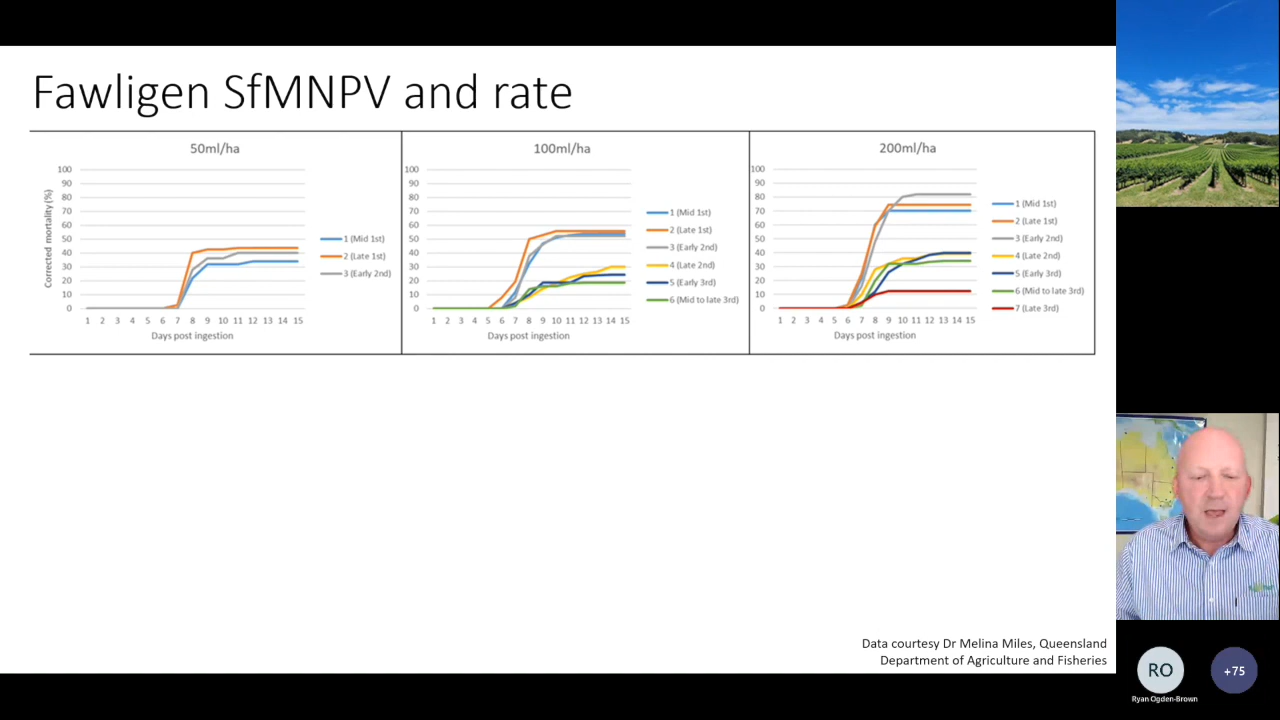 Fawligen SfMNPV and rate
50ml/ha
Corrected mortality (%)
100
90
80
70
60
50
40
30
20
10
0
1 2 3 4 5 6 7 8 9 10 11 12 13 14 15
Days post ingestion
1 (Mid 1st)
2 (Late 1st)
3 (Early 2nd)
100ml/ha
100
90
80
70
60
50
40
30
20
10
0
1 2 3 4 5 6 7 8 9 10 11 12 13 14 15
Days post ingestion
1 (Mid 1st)
2 (Late 1st)
3 (Early 2nd)
4 (Late 2nd)
5 (Early 3rd)
6 (Mid to late 3rd)
200ml/ha
100
90
80
70
60
50
40
30
20
10
0
1 2 3 4 5 6 7 8 9 10 11 12 13 14 15
Days post ingestion
1 (Mid 1st)
2 (Late 1st)
3 (Early 2nd)
4 (Late 2nd)
5 (Early 3rd)
6 (Mid to late 3rd)
7 (Late 3rd)
Data courtesy Dr Melina Miles, Queensland
Department of Agriculture and Fisheries
RO
+75
Ryan Ogden-Brown